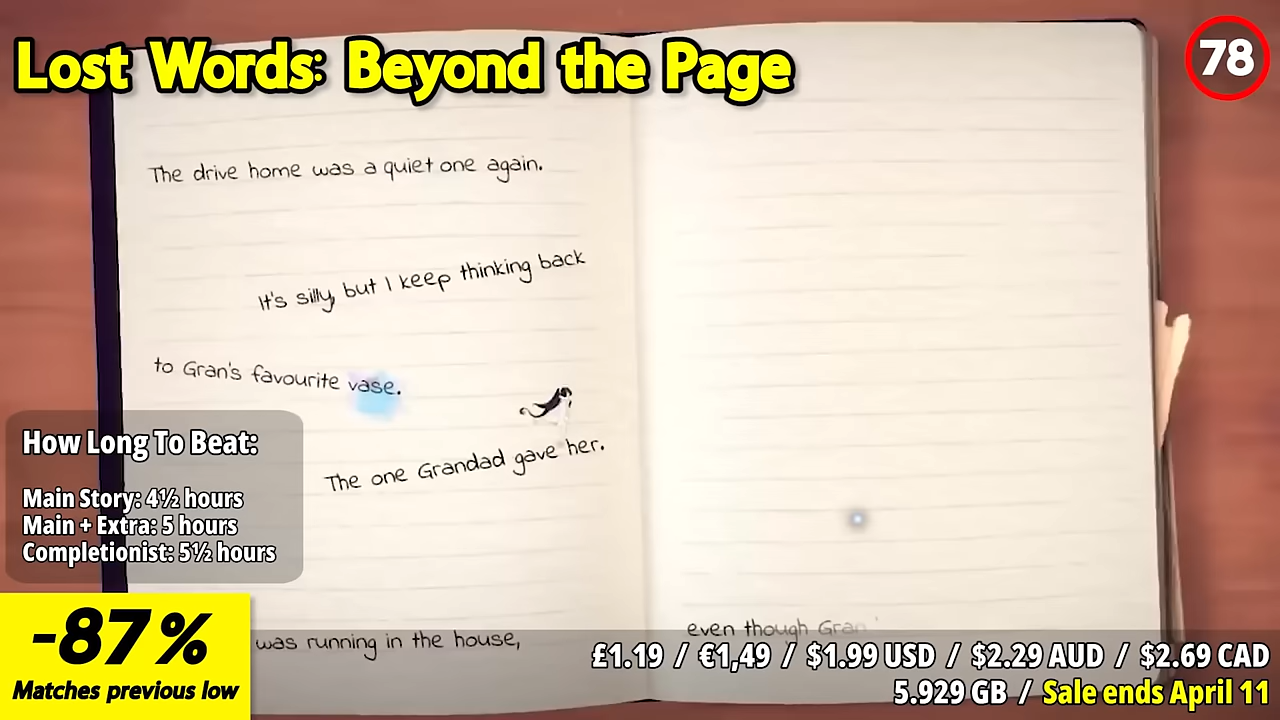 Lost Words: Beyond the Page
78
The drive home was a quiet one again.
It's silly, but I keep thinking back
to Gran's favourite vase.
The one Grandad gave her.
How Long To Beat:
Main Story: 4½ hours
Main + Extra: 5 hours
Completionist: 5½ hours
-87%
Matches previous low
was running in the house,
even though Gran
£1.19 / €1,49 / $1.99 USD / $2.29 AUD / $2.69 CAD
5.929 GB / Sale ends April 11